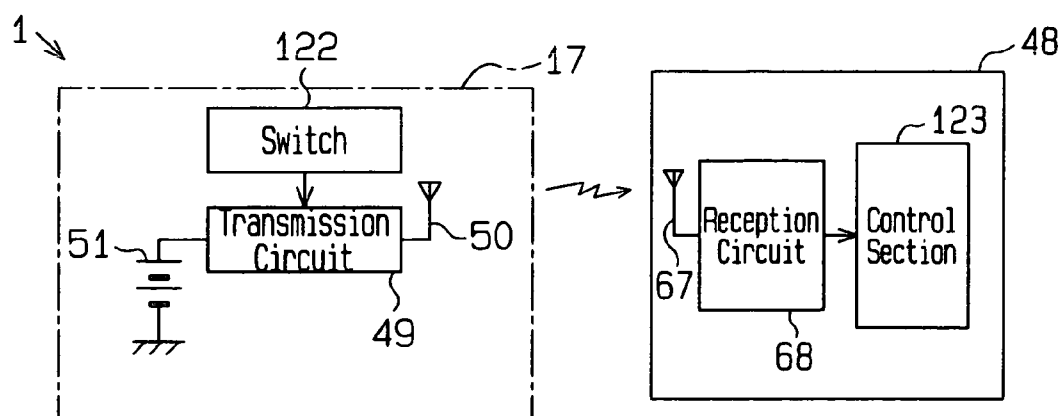 1
122
17
48
Switch
123
Transmission
Circuit
50
51
49
Reception
Circuit
Control
Section
67
68